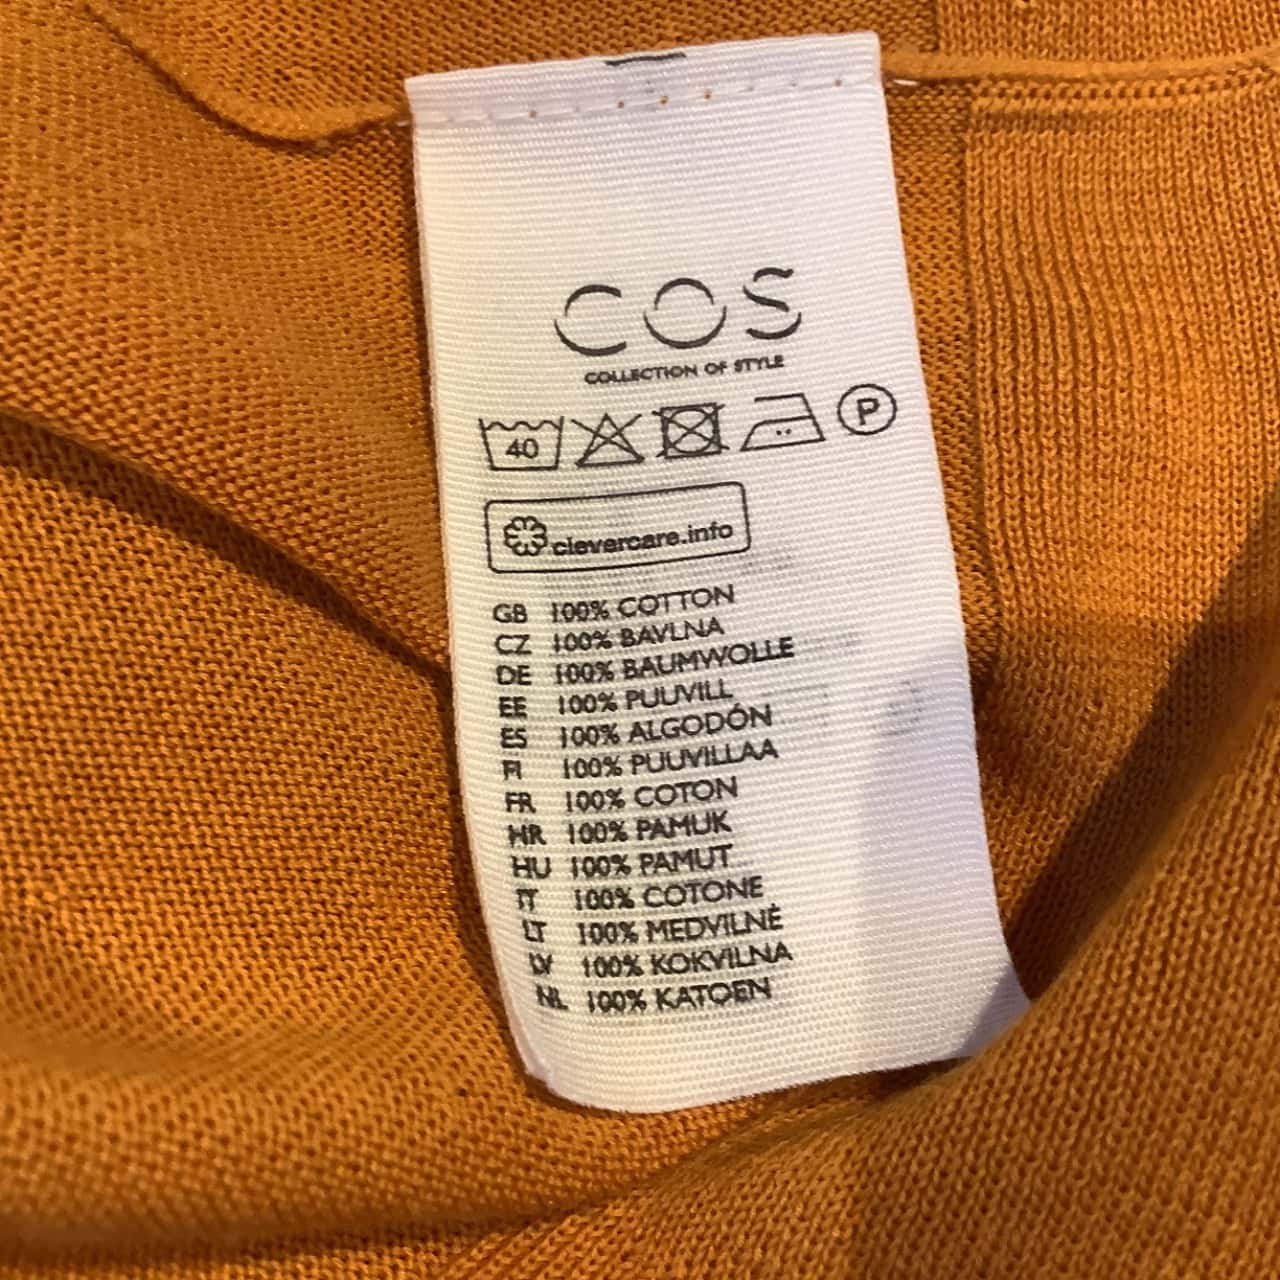 COS
COLLECTION OF STYLE
40 P
clevercare.info
GB 100% COTTON
CZ 100% BAVLNA
DE 100% BAUMWOLLE
EE 100% PUUVILL
ES 100% ALGODÓN
FI 100% PUUVILLAA
FR 100% COTON
HR 100% PAMUK
HU 100% PAMUT
IT 100% COTONE
LT 100% MEDVILNĖ
LV 100% KOKVILNA
NL 100% KATOEN